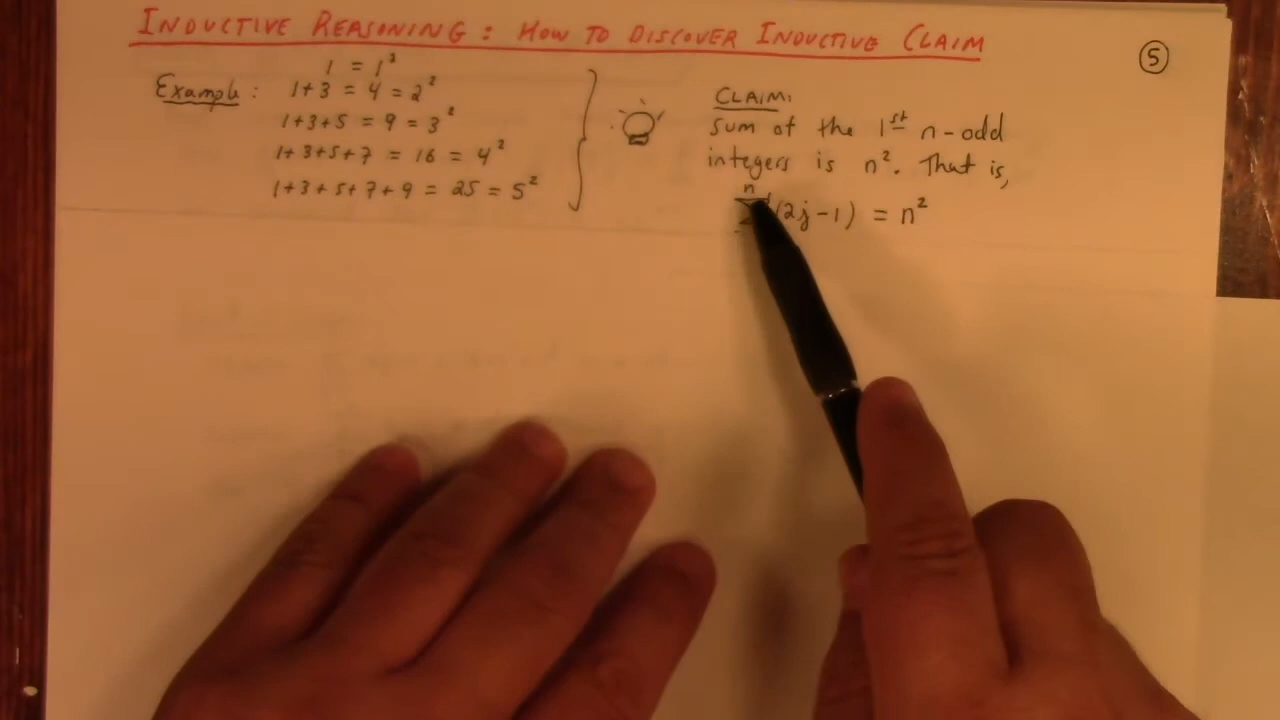 INDUCTIVE REASONING: HOW TO DISCOVER INDUCTIVE CLAIM
5
Example:
1 = 1²
1+3 = 4 = 2²
1+3+5 = 9 = 3²
1+3+5+7 = 16 = 4²
1+3+5+7+9 = 25 = 5²
CLAIM:
Sum of the 1st n-odd
integers is n². That is,
n
∑(2j-1) = n²